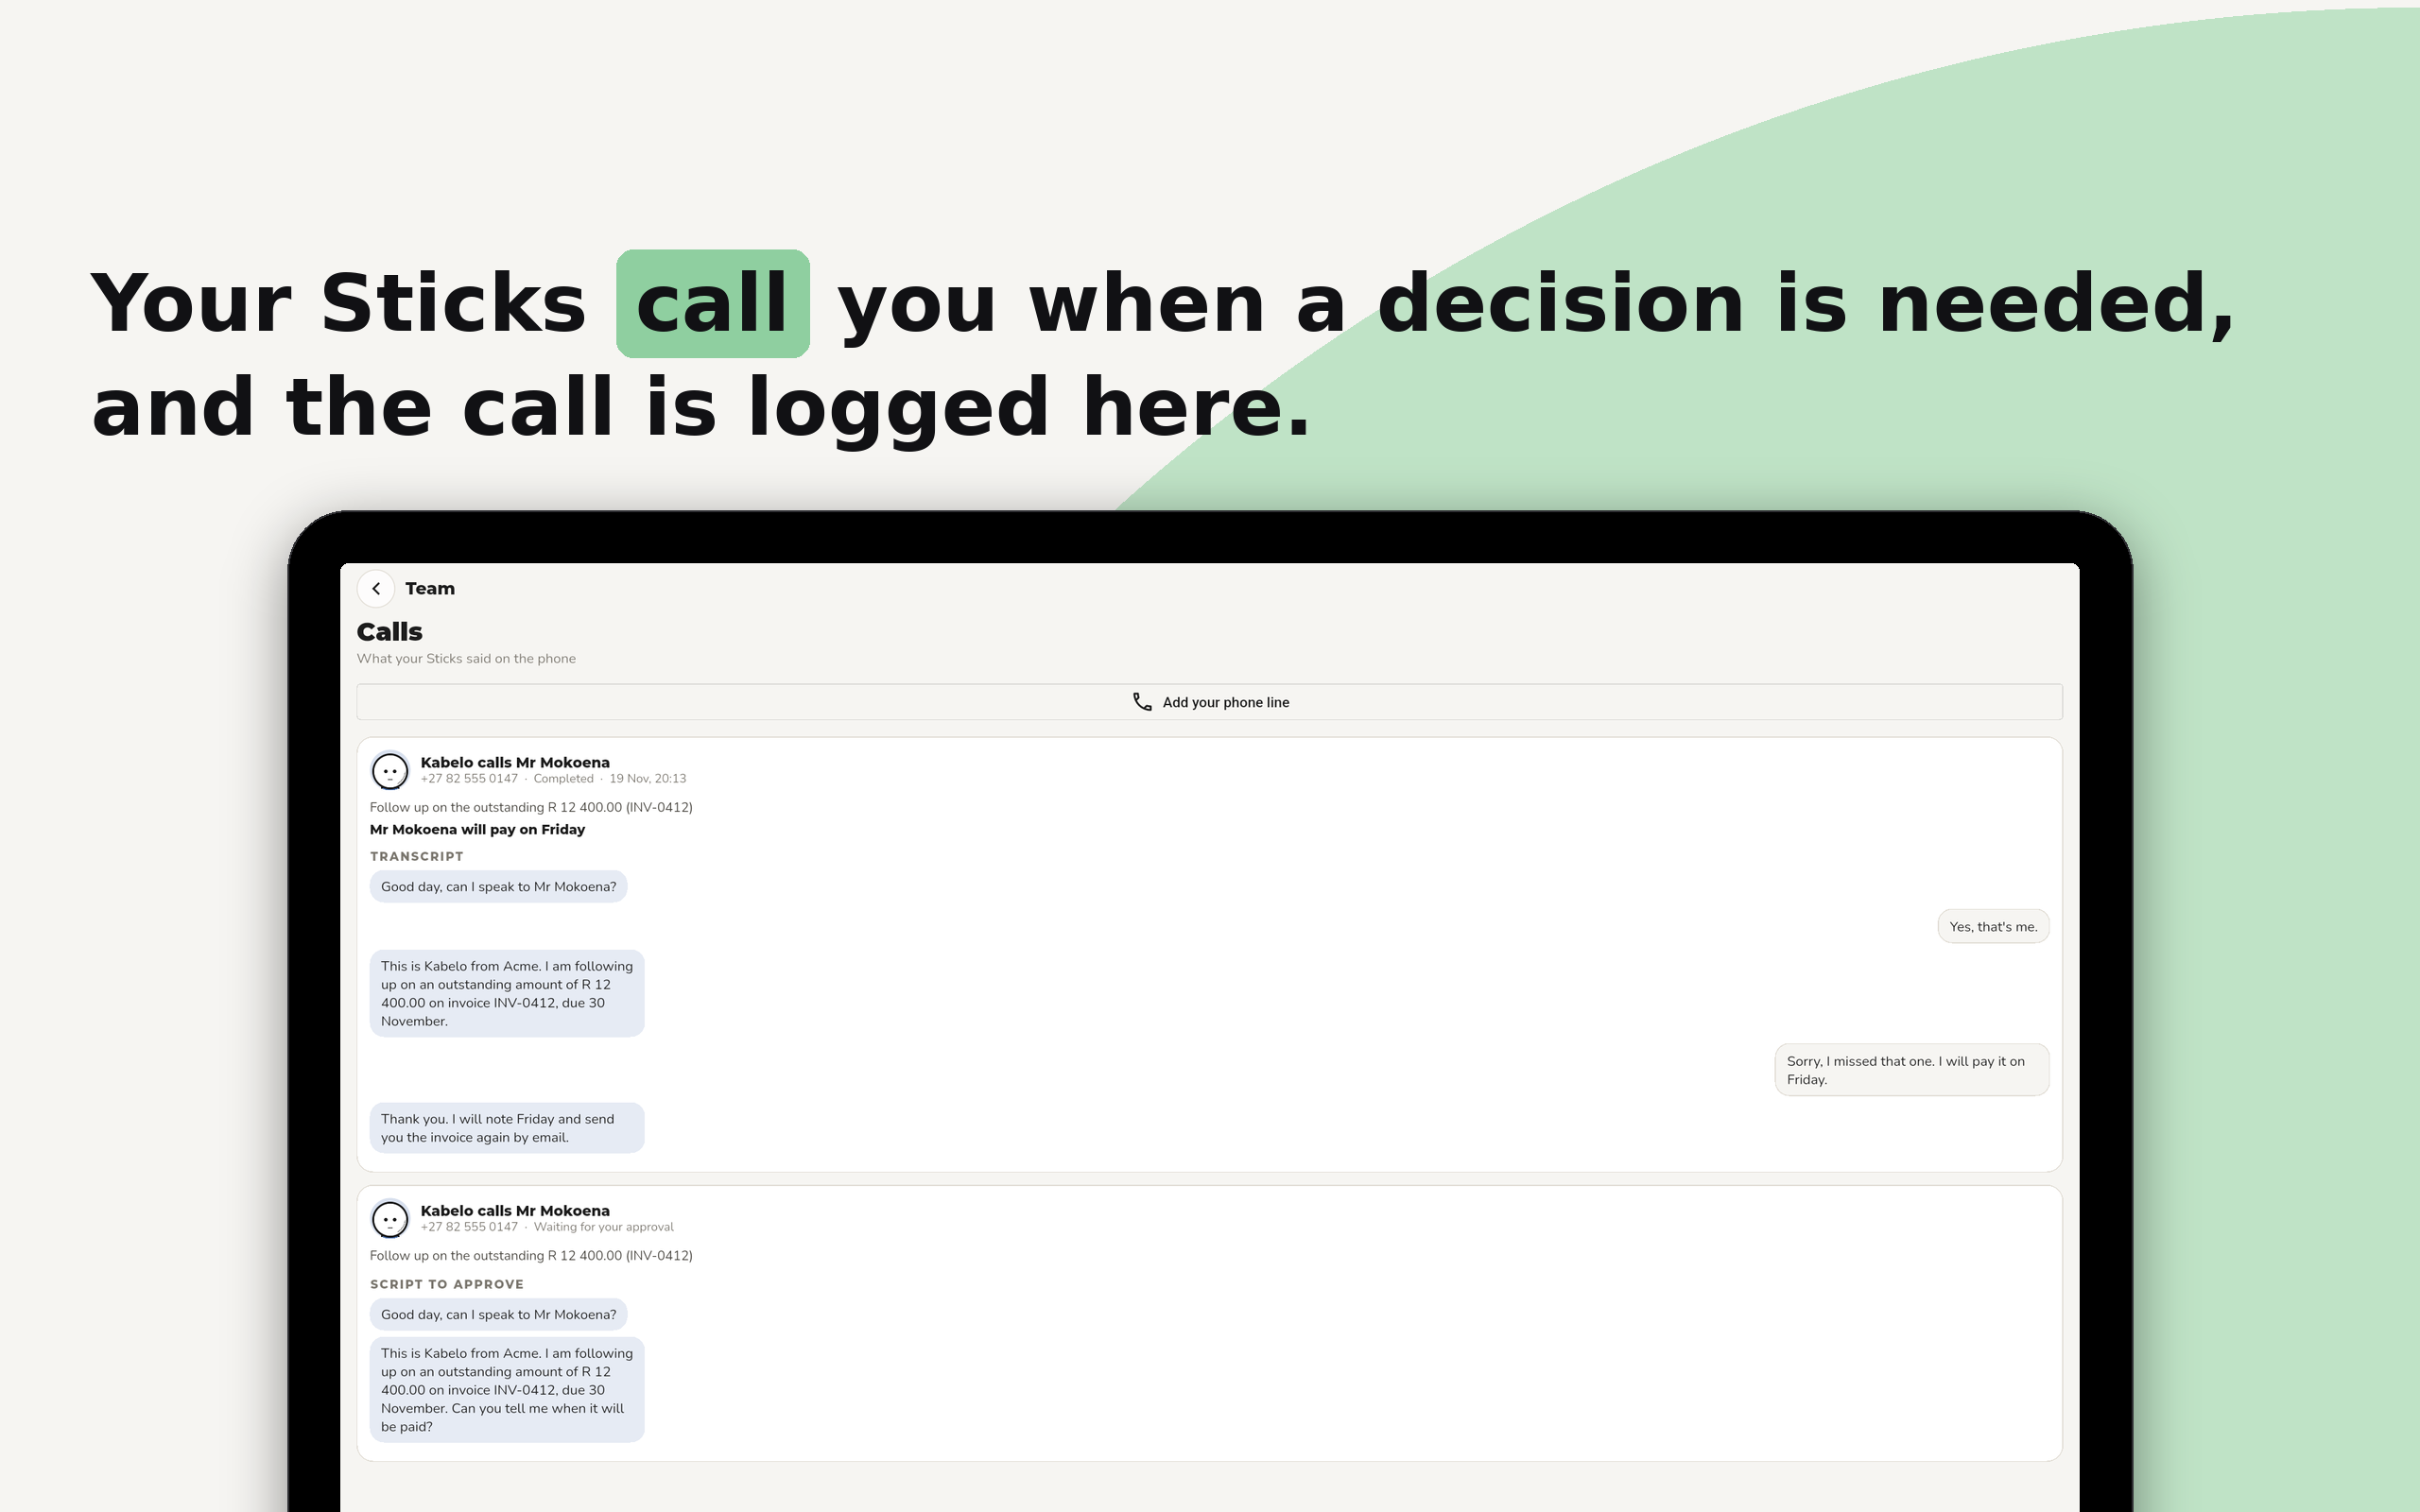 Your Sticks call you when a decision is needed,
and the call is logged here.
Team
Calls
What your Sticks said on the phone
Add your phone line
Kabelo calls Mr Mokoena
+27 82 555 0147 · Completed · 19 Nov, 20:13
Follow up on the outstanding R 12 400.00 (INV-0412)
Mr Mokoena will pay on Friday
TRANSCRIPT
Good day, can I speak to Mr Mokoena?
Yes, that's me.
This is Kabelo from Acme. I am following
up on an outstanding amount of R 12
400.00 on invoice INV-0412, due 30
November.
Sorry, I missed that one. I will pay it on
Friday.
Thank you. I will note Friday and send
you the invoice again by email.
Kabelo calls Mr Mokoena
+27 82 555 0147 · Waiting for your approval
Follow up on the outstanding R 12 400.00 (INV-0412)
SCRIPT TO APPROVE
Good day, can I speak to Mr Mokoena?
This is Kabelo from Acme. I am following
up on an outstanding amount of R 12
400.00 on invoice INV-0412, due 30
November. Can you tell me when it will
be paid?